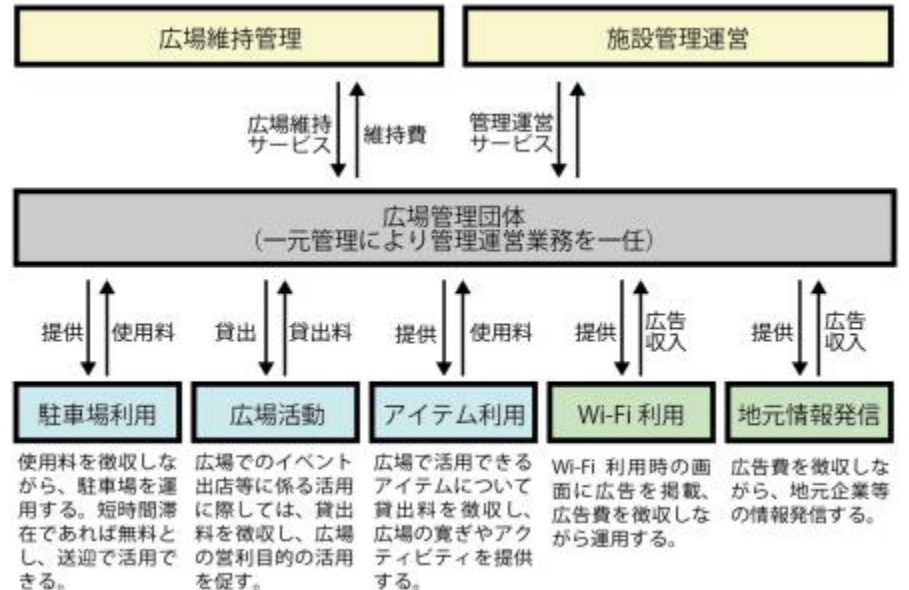 広場維持管理
施設管理運営
広場維持
サービス
維持費
管理運営
サービス
広場管理団体
（一元管理により管理運営業務を一任）
提供
使用料
貸出
貸出料
提供
使用料
提供
広告
収入
提供
広告
収入
駐車場利用
使用料を徴収しな
がら、駐車場を運
用する。短時間滞
在であれば無料と
し、送迎で活用で
きる。
広場活動
広場でのイベント
出店等に係る活用
に際しては、貸出
料を徴収し、広場
の営利目的の活用
を促す。
アイテム利用
広場で活用できる
アイテムについて
貸出料を徴収し、
広場の寛ぎやアク
ティビティを提供
する。
Wi-Fi 利用
Wi-Fi 利用時の画
面に広告を掲載、
広告費を徴収しな
がら運用する。
地元情報発信
広告費を徴収しな
がら、地元企業等
の情報発信する。